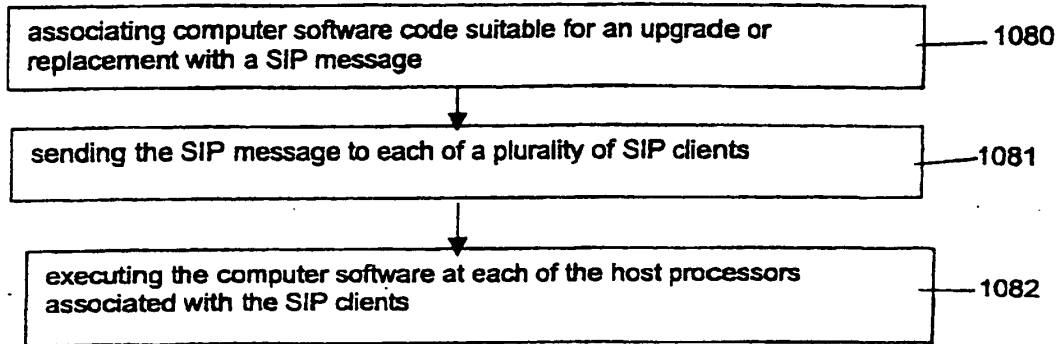 associating computer software code suitable for an upgrade or
replacement with a SIP message
1080
sending the SIP message to each of a plurality of SIP clients
1081
executing the computer software at each of the host processors
associated with the SIP clients
1082